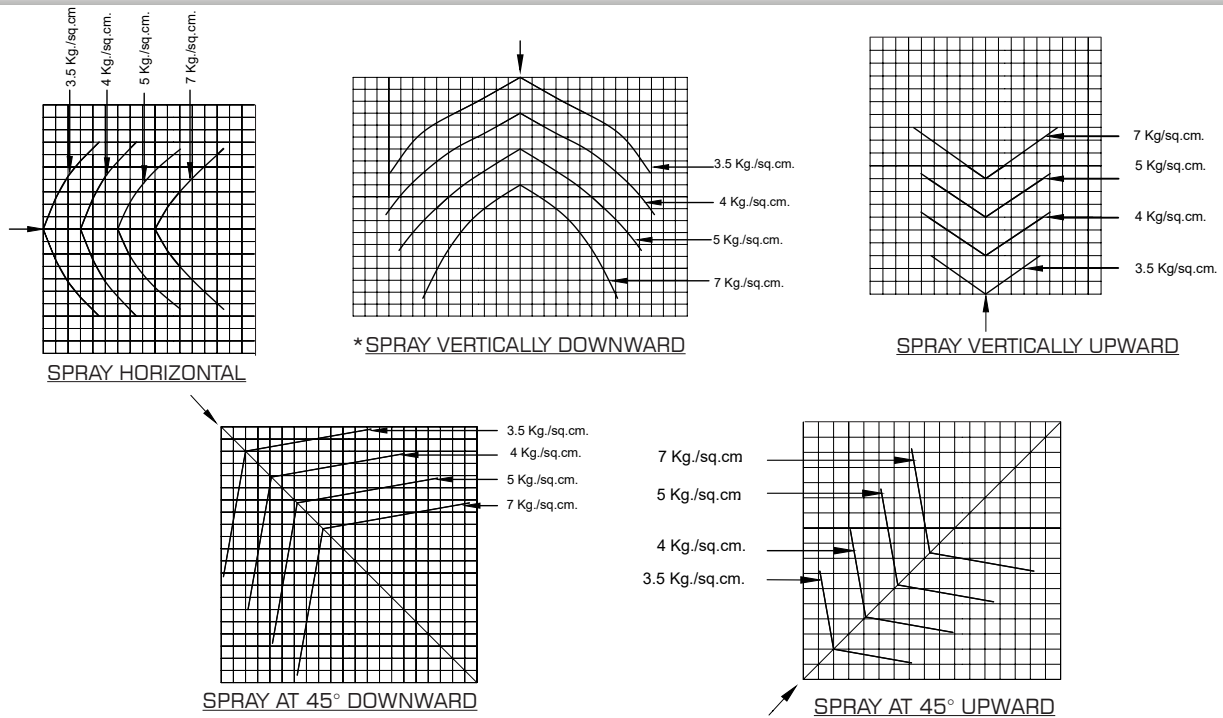 3.5 Kg./sq.cm
4 Kg./sq.cm.
5 Kg./sq.cm.
7 Kg./sq.cm.
SPRAY HORIZONTAL
3.5 Kg./sq.cm.
4 Kg./sq.cm.
5 Kg./sq.cm.
7 Kg./sq.cm.
*SPRAY VERTICALLY DOWNWARD
7 Kg/sq.cm.
5 Kg/sq.cm.
4 Kg/sq.cm.
3.5 Kg/sq.cm.
SPRAY VERTICALLY UPWARD
3.5 Kg./sq.cm.
4 Kg./sq.cm.
5 Kg./sq.cm.
7 Kg./sq.cm.
SPRAY AT 45° DOWNWARD
7 Kg./sq.cm
5 Kg./sq.cm
4 Kg./sq.cm.
3.5 Kg./sq.cm.
SPRAY AT 45° UPWARD